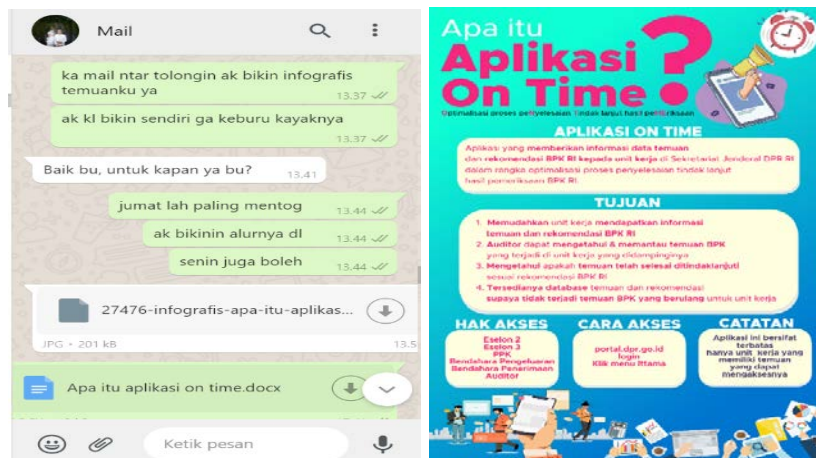 Mail
ka mail ntar tolongin ak bikin infografis
temuanku ya
13.37
ak kl bikin sendiri ga keburu kayaknya
13.37
Baik bu, untuk kapan ya bu?
13.41
jumat lah paling mentog
13.44
ak bikinin alurnya dl
13.44
senin juga boleh
13.44
27476-infografis-apa-itu-aplikas...
JPG • 201 kB
13.5
Apa itu aplikasi on time.docx
Ketik pesan
Apa itu
Aplikasi
On Time?
Optimalisasi proses peNyelesaian Tindak lanjut hasil peMEriksaan
APLIKASI ON TIME
Aplikasi yang memberikan informasi data temuan
dan rekomendasi BPK RI kepada unit kerja di Sekretariat Jenderal DPR RI
dalam rangka optimalisasi proses penyelesaian tindak lanjut
hasil pemeriksaan BPK RI.
TUJUAN
1. Memudahkan unit kerja mendapatkan informasi
temuan dan rekomendasi BPK RI
2. Auditor dapat mengetahui & memantau temuan BPK
yang terjadi di unit kerja yang didampinginya
3. Mengetahui apakah temuan telah selesai ditindaklanjuti
sesuai rekomendasi BPK RI
4. Tersedianya database temuan dan rekomendasi
supaya tidak terjadi temuan BPK yang berulang untuk unit kerja
HAK AKSES
Eselon 2
Eselon 3
PPK
Bendahara Pengeluaran
Bendahara Penerimaan
Auditor
CARA AKSES
portal.dpr.go.id
login
Klik menu Ittama
CATATAN
Aplikasi ini bersifat
terbatas
hanya unit kerja yang
memiliki temuan
yang dapat
mengaksesnya